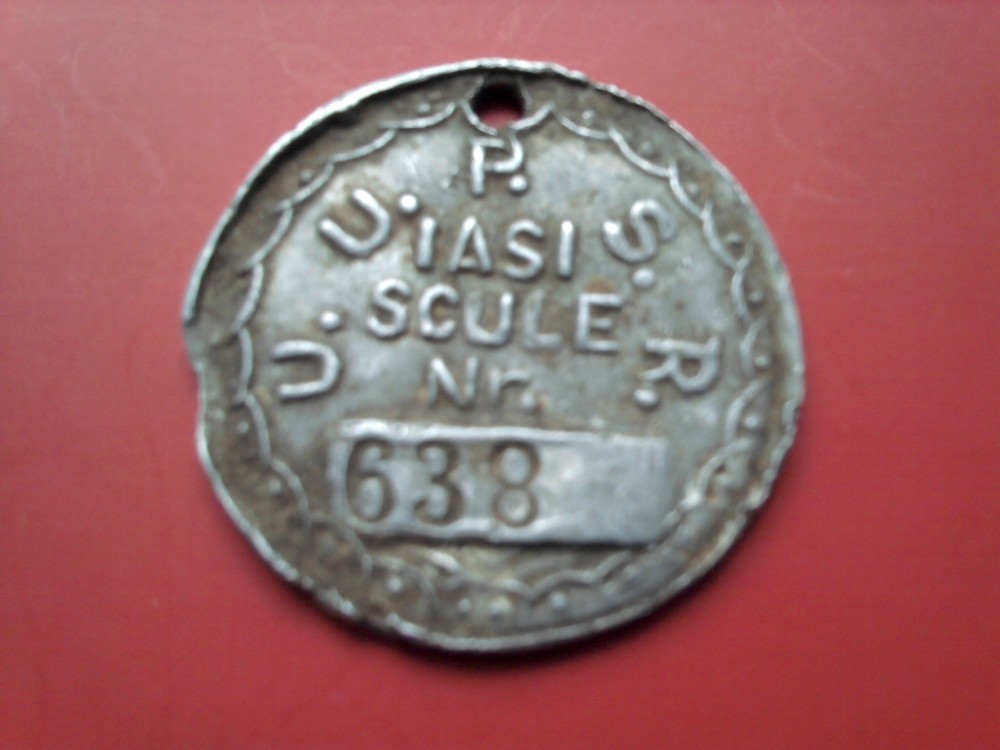 U.U.P.S.R.
IASI
SCULE
Nr.
638